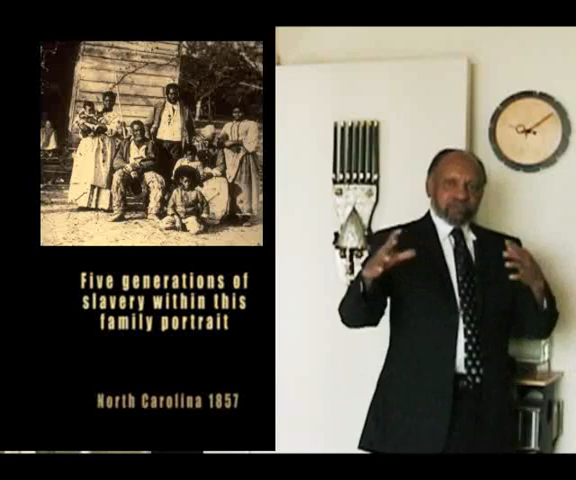 Five generations of
slavery within this
family portrait
North Carolina 1857